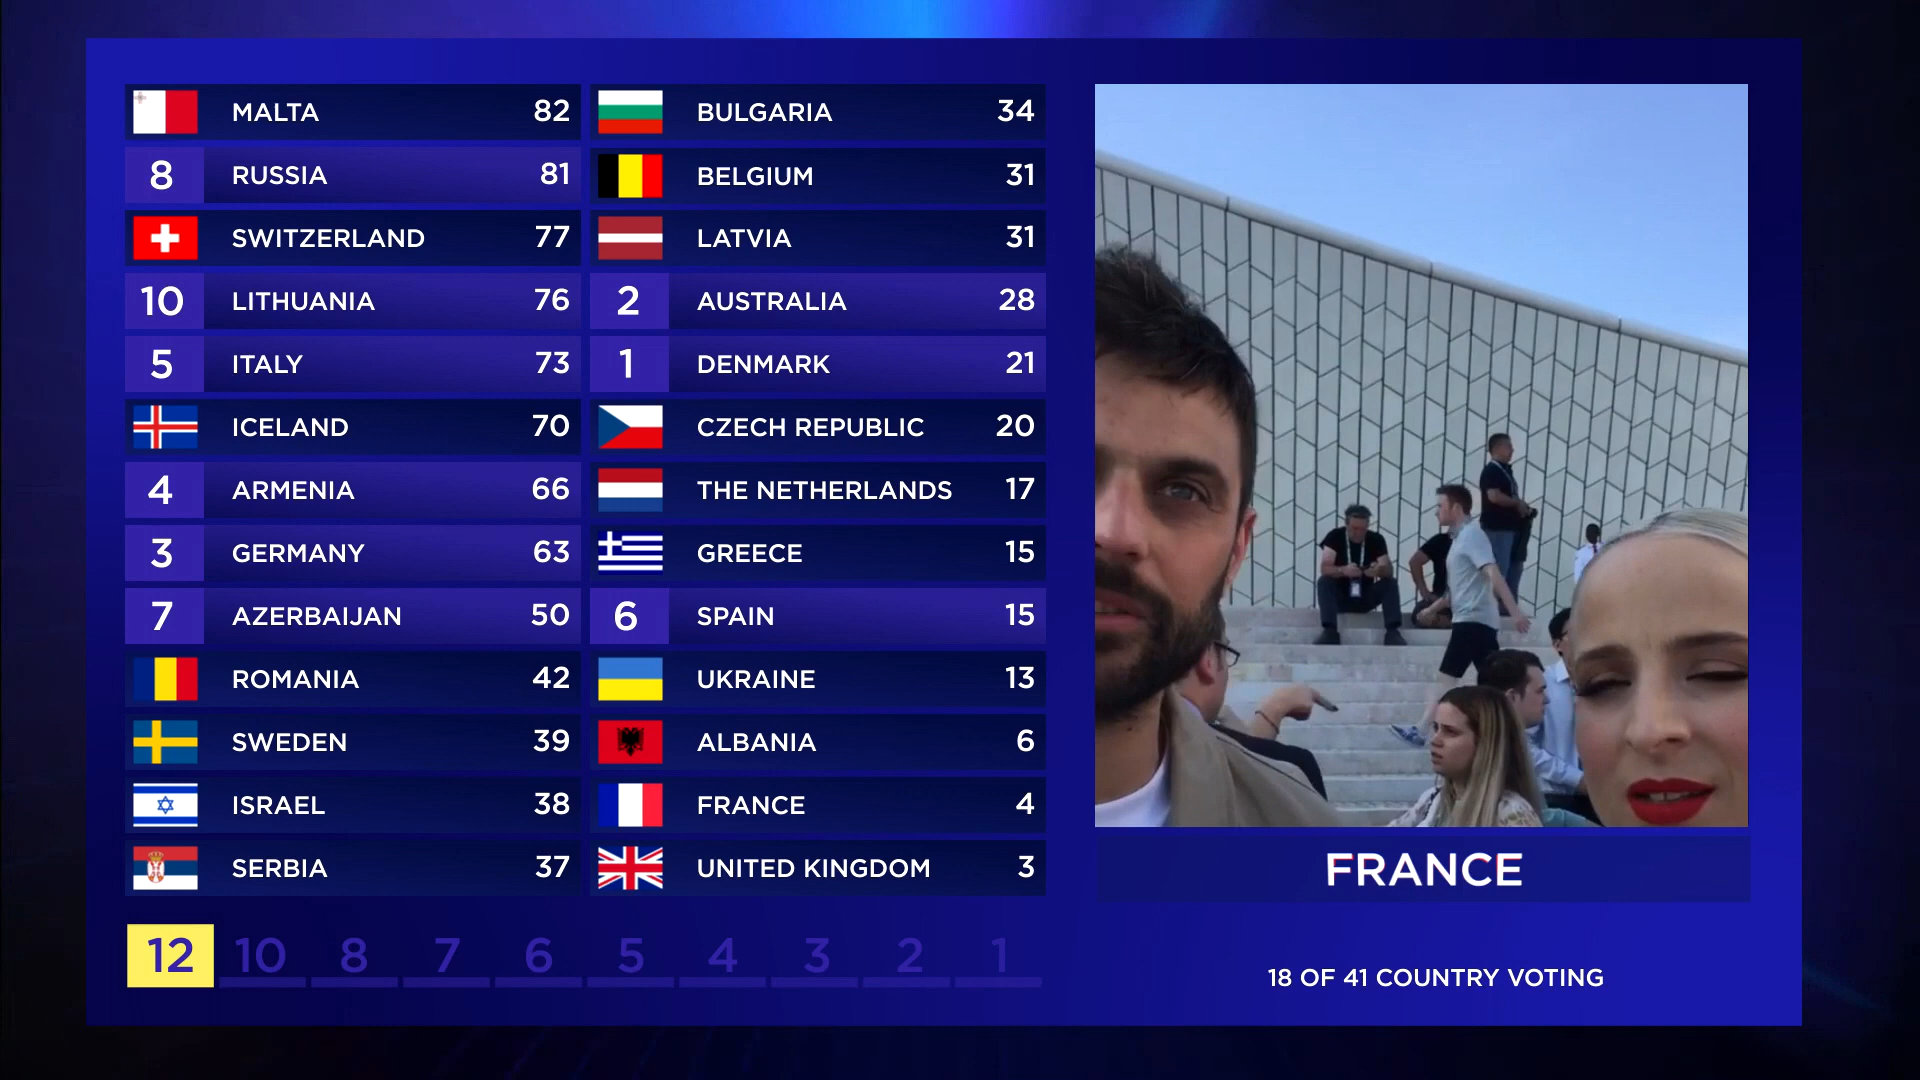 MALTA 82
8 RUSSIA 81
SWITZERLAND 77
10 LITHUANIA 76
5 ITALY 73
ICELAND 70
4 ARMENIA 66
3 GERMANY 63
7 AZERBAIJAN 50
ROMANIA 42
SWEDEN 39
ISRAEL 38
SERBIA 37
BULGARIA 34
BELGIUM 31
LATVIA 31
2 AUSTRALIA 28
1 DENMARK 21
CZECH REPUBLIC 20
THE NETHERLANDS 17
GREECE 15
6 SPAIN 15
UKRAINE 13
ALBANIA 6
FRANCE 4
UNITED KINGDOM 3
12 10 8 7 6 5 4 3 2 1
FRANCE
18 OF 41 COUNTRY VOTING